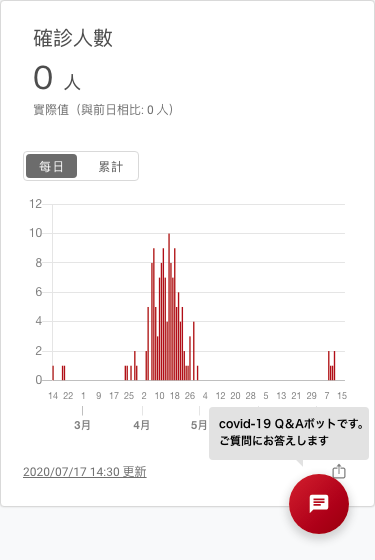 確診人數
0 人
實際值（與前日相比: 0 人）
每日 累計
12
10
8
6
4
2
0
14 22 1 9 17 25 2 10 18 26 4 12 20 28 5 13 21 29 7 15
3月 4月 5月
covid-19 Q&Aボットです。
ご質問にお答えします
2020/07/17 14:30 更新